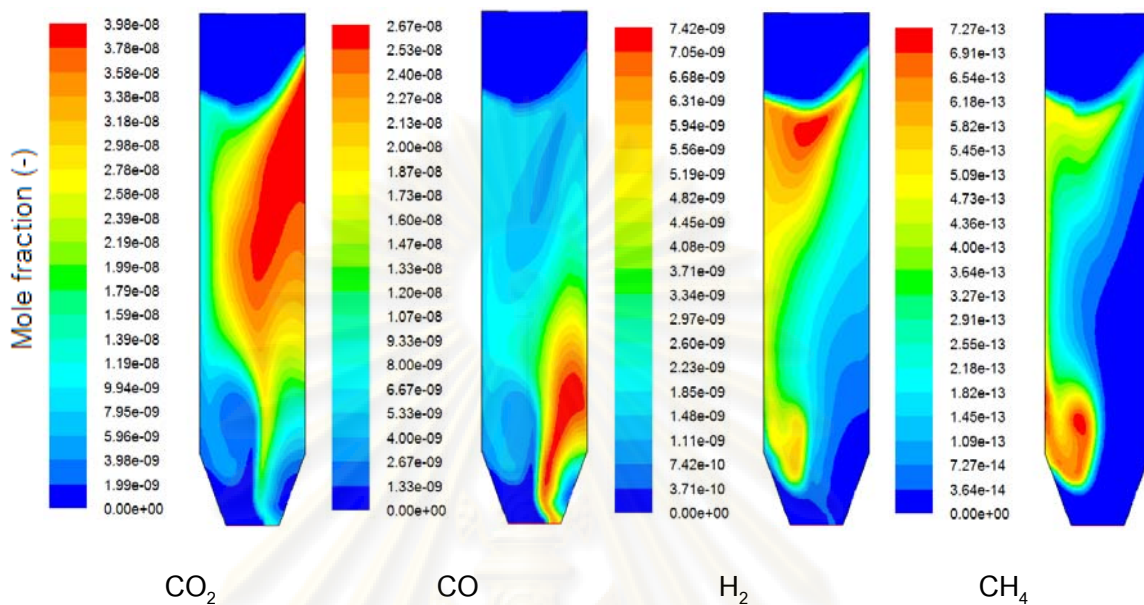 Mole fraction (-)
3.98e-08
3.78e-08
3.58e-08
3.38e-08
3.18e-08
2.98e-08
2.78e-08
2.58e-08
2.39e-08
2.19e-08
1.99e-08
1.79e-08
1.59e-08
1.19e-08
9.94e-09
7.95e-09
5.96e-09
3.98e-09
1.99e-09
0.00e+00
2.67e-08
2.53e-08
2.40e-08
2.27e-08
2.13e-08
2.00e-08
1.87e-08
1.73e-08
1.60e-08
1.47e-08
1.33e-08
1.20e-08
1.07e-08
9.33e-09
8.00e-09
6.67e-09
5.33e-09
4.00e-09
2.67e-09
1.33e-09
0.00e+00
7.42e-09
7.05e-09
6.68e-09
6.31e-09
5.94e-09
5.56e-09
5.19e-09
4.82e-09
4.45e-09
4.08e-09
3.71e-09
3.34e-09
2.97e-09
2.60e-09
2.23e-09
1.85e-09
1.48e-09
1.11e-09
7.42e-10
3.71e-10
0.00e+00
7.27e-13
6.91e-13
6.54e-13
6.18e-13
5.82e-13
5.45e-13
5.09e-13
4.73e-13
4.36e-13
4.00e-13
3.64e-13
3.27e-13
2.91e-13
2.55e-13
2.18e-13
1.45e-13
1.09e-13
7.27e-14
3.64e-14
0.00e+00
CO₂ CO H₂ CH₄